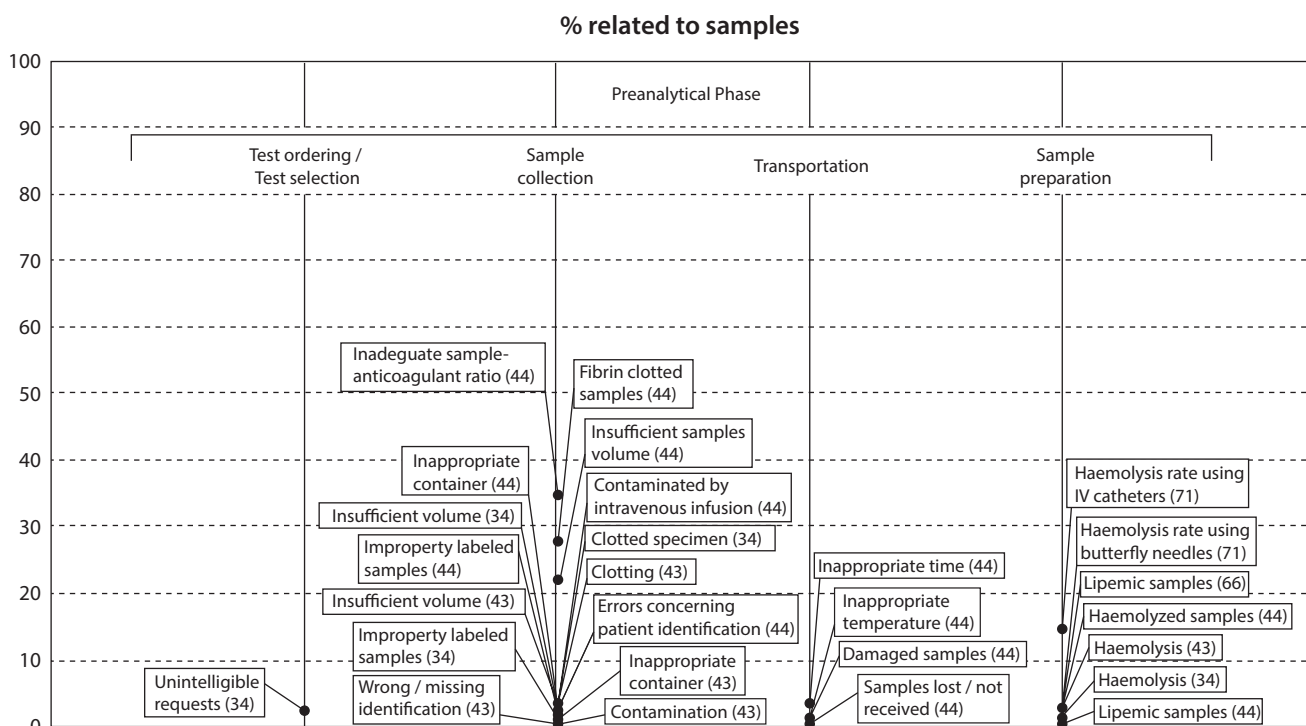 % related to samples
100
90
80
70
60
50
40
30
20
10
0
Preanalytical Phase
Test ordering /
Test selection
Sample
collection
Transportation
Sample
preparation
Inadequate sample-
anticoagulant ratio (44)
Fibrin clotted
samples (44)
Insufficient samples
volume (44)
Inappropriate
container (44)
Contaminated by
intravenous infusion (44)
Insufficient volume (34)
Clotted specimen (34)
Improperty labeled
samples (44)
Clotting (43)
Insufficient volume (43)
Errors concerning
patient identification (44)
Improperty labeled
samples (34)
Inappropriate
container (43)
Wrong / missing
identification (43)
Contamination (43)
Unintelligible
requests (34)
Inappropriate time (44)
Inappropriate
temperature (44)
Damaged samples (44)
Samples lost / not
received (44)
Haemolysis rate using
IV catheters (71)
Haemolysis rate using
butterfly needles (71)
Lipemic samples (66)
Haemolyzed samples (44)
Haemolysis (43)
Haemolysis (34)
Lipemic samples (44)